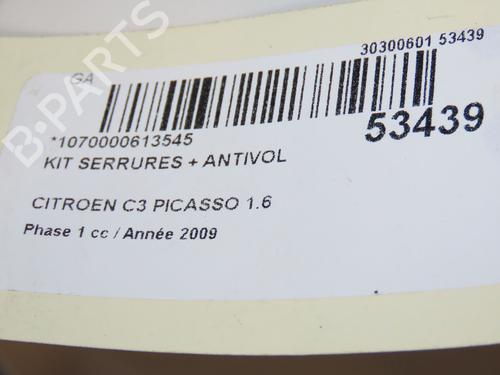 30300601 53439
GA
53439
*1070000613545
KIT SERRURES + ANTIVOL
CITROEN C3 PICASSO 1.6
Phase 1 cc / Année 2009
B-PARTS